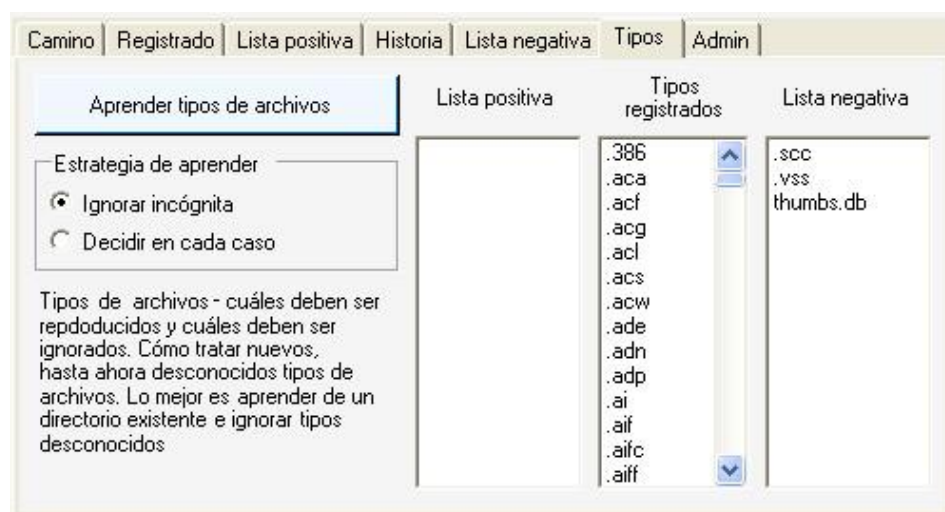 Camino Registrado Lista positiva Historia Lista negativa Tipos Admin
Aprender tipos de archivos
Estrategia de aprender
Ignorar incógnita
Decidir en cada caso
Tipos de archivos - cuáles deben ser
repdoducidos y cuáles deben ser
ignorados. Cómo tratar nuevos,
hasta ahora desconocidos tipos de
archivos. Lo mejor es aprender de un
directorio existente e ignorar tipos
desconocidos
Lista positiva
Tipos
registrados
.386
.aca
.acf
.acg
.acl
.acs
.acw
.ade
.adn
.adp
.ai
.aif
.aifc
.aiff
Lista negativa
.scc
.vss
thumbs.db